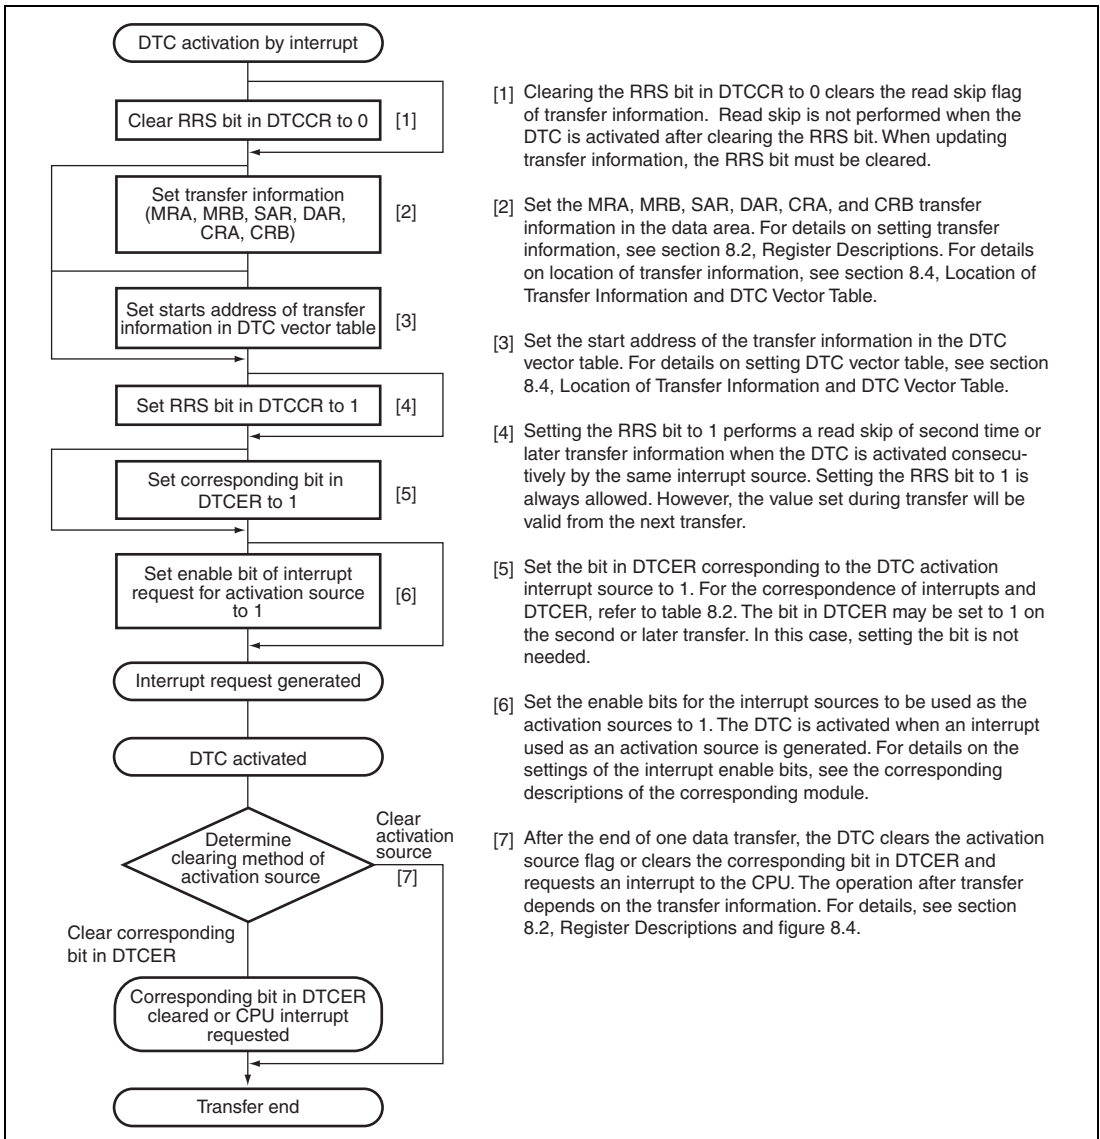 DTC activation by interrupt
Clear RRS bit in DTCCR to 0
[1]
Set transfer information
(MRA, MRB, SAR, DAR,
CRA, CRB)
[2]
Set starts address of transfer
information in DTC vector table
[3]
Set RRS bit in DTCCR to 1
[4]
Set corresponding bit in
DTCER to 1
[5]
Set enable bit of interrupt
request for activation source
to 1
[6]
Interrupt request generated
DTC activated
Determine
clearing method of
activation source
Clear
activation
source
[7]
Clear corresponding
bit in DTCER
Corresponding bit in DTCER
cleared or CPU interrupt
requested
Transfer end
[1] Clearing the RRS bit in DTCCR to 0 clears the read skip flag
of transfer information. Read skip is not performed when the
DTC is activated after clearing the RRS bit. When updating
transfer information, the RRS bit must be cleared.
[2] Set the MRA, MRB, SAR, DAR, CRA, and CRB transfer
information in the data area. For details on setting transfer
information, see section 8.2, Register Descriptions. For details
on location of transfer information, see section 8.4, Location of
Transfer Information and DTC Vector Table.
[3] Set the start address of the transfer information in the DTC
vector table. For details on setting DTC vector table, see section
8.4, Location of Transfer Information and DTC Vector Table.
[4] Setting the RRS bit to 1 performs a read skip of second time or
later transfer information when the DTC is activated consecu-
tively by the same interrupt source. Setting the RRS bit to 1 is
always allowed. However, the value set during transfer will be
valid from the next transfer.
[5] Set the bit in DTCER corresponding to the DTC activation
interrupt source to 1. For the correspondence of interrupts and
DTCER, refer to table 8.2. The bit in DTCER may be set to 1 on
the second or later transfer. In this case, setting the bit is not
needed.
[6] Set the enable bits for the interrupt sources to be used as the
activation sources to 1. The DTC is activated when an interrupt
used as an activation source is generated. For details on the
settings of the interrupt enable bits, see the corresponding
descriptions of the corresponding module.
[7] After the end of one data transfer, the DTC clears the activation
source flag or clears the corresponding bit in DTCER and
requests an interrupt to the CPU. The operation after transfer
depends on the transfer information. For details, see section
8.2, Register Descriptions and figure 8.4.